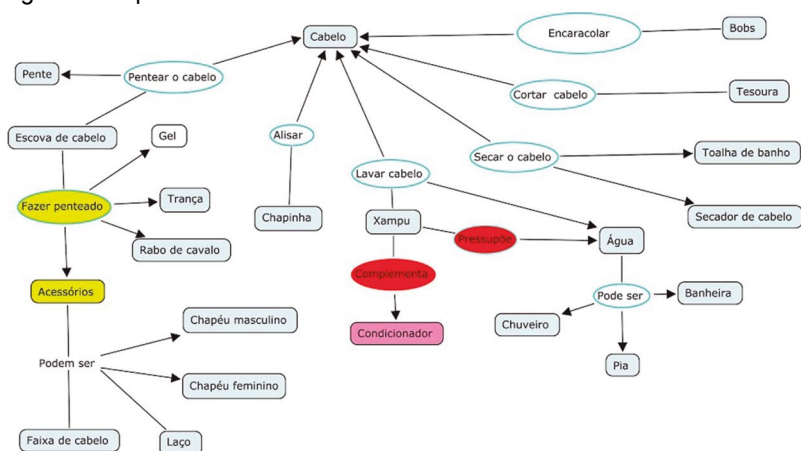 Cabelo
Encaracolar
Bobs
Pente
Pentear o cabelo
Cortar cabelo
Tesoura
Escova de cabelo
Gel
Alisar
Secar o cabelo
Toalha de banho
Lavar cabelo
Fazer penteado
Trança
Chapinha
Xampu
Secador de cabelo
Rabo de cavalo
Pressupõe
Água
Complementa
Acessórios
Pode ser
Banheira
Chapéu masculino
Condicionador
Chuveiro
Podem ser
Pia
Chapéu feminino
Faixa de cabelo
Laço